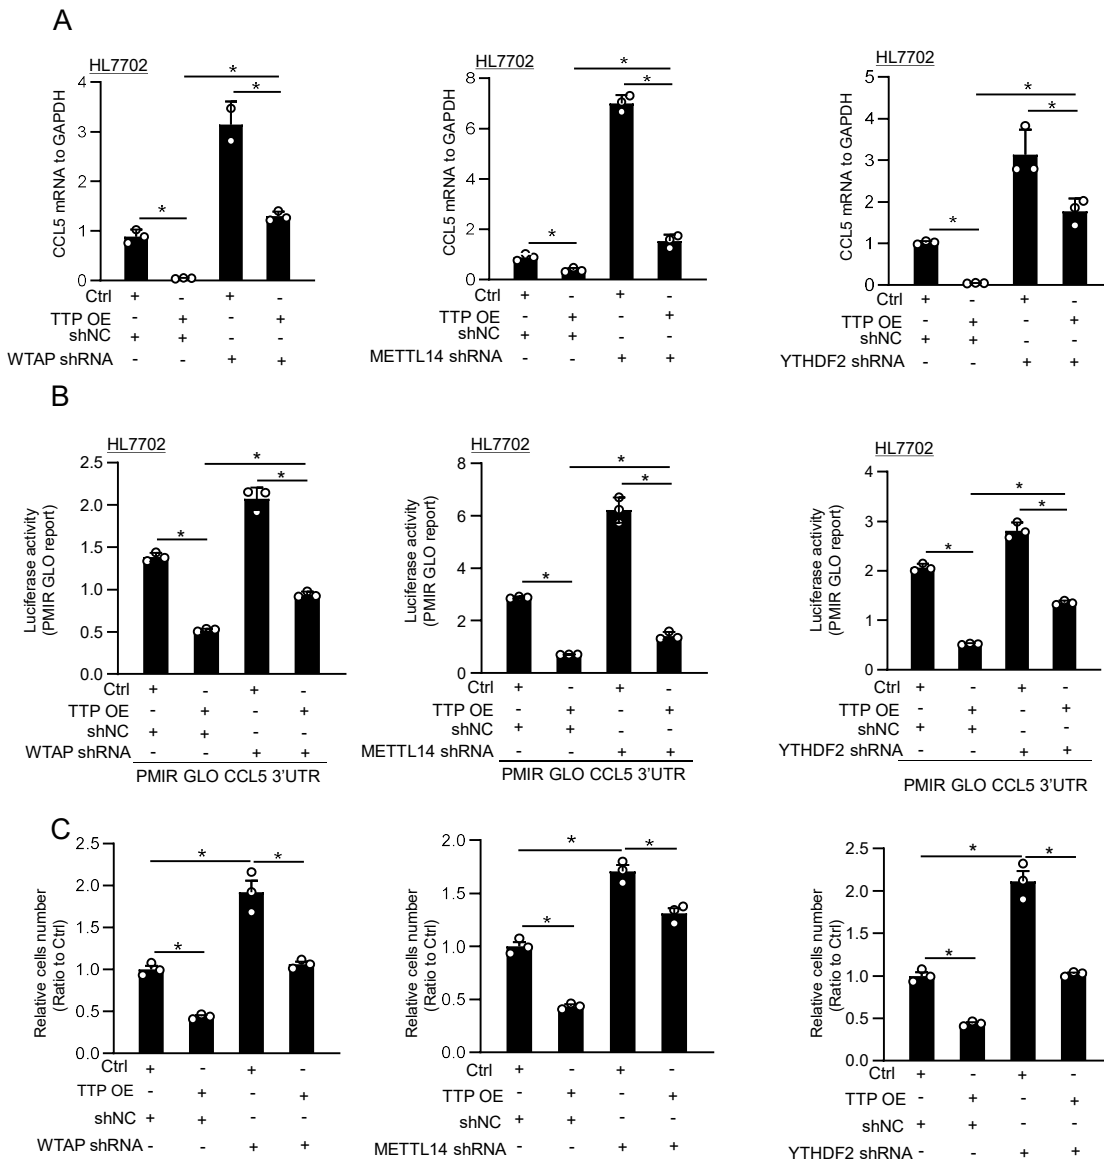 A
HL7702
CCL5 mRNA to GAPDH
4
3
2
1
0
*
*
*
Ctrl + - + -
TTP OE - + - +
shNC + + - -
WTAP shRNA - - + +
HL7702
CCL5 mRNA to GAPDH
8
6
4
2
0
*
*
*
Ctrl + - + -
TTP OE - + - +
shNC + + - -
METTL14 shRNA - - + +
HL7702
CCL5 mRNA to GAPDH
5
4
3
2
1
0
*
*
*
Ctrl + - + -
TTP OE - + - +
shNC + + - -
YTHDF2 shRNA - - + +
B
HL7702
Luciferase activity
(PMIR GLO report)
2.5
2.0
1.5
1.0
0.5
0.0
*
*
*
Ctrl + - + -
TTP OE - + - +
shNC + + - -
WTAP shRNA - - + +
PMIR GLO CCL5 3'UTR
HL7702
Luciferase activity
(PMIR GLO report)
8
6
4
2
0
*
*
*
Ctrl + - + -
TTP OE - + - +
shNC + + - -
METTL14 shRNA - - + +
PMIR GLO CCL5 3'UTR
HL7702
Luciferase activity
(PMIR GLO report)
4
3
2
1
0
*
*
*
Ctrl + - + -
TTP OE - + - +
shNC + + - -
YTHDF2 shRNA - - + +
PMIR GLO CCL5 3'UTR
C
Relative cells number
(Ratio to Ctrl)
2.5
2.0
1.5
1.0
0.5
0.0
*
*
*
Ctrl + - + -
TTP OE - + - +
shNC + + - -
WTAP shRNA - - + +
Relative cells number
(Ratio to Ctrl)
2.0
1.5
1.0
0.5
0.0
*
*
*
Ctrl + - + -
TTP OE - + - +
shNC + + - -
METTL14 shRNA - - + +
Relative cells number
(Ratio to Ctrl)
2.5
2.0
1.5
1.0
0.5
0.0
*
*
*
Ctrl + - + -
TTP OE - + - +
shNC + + - -
YTHDF2 shRNA - - + +